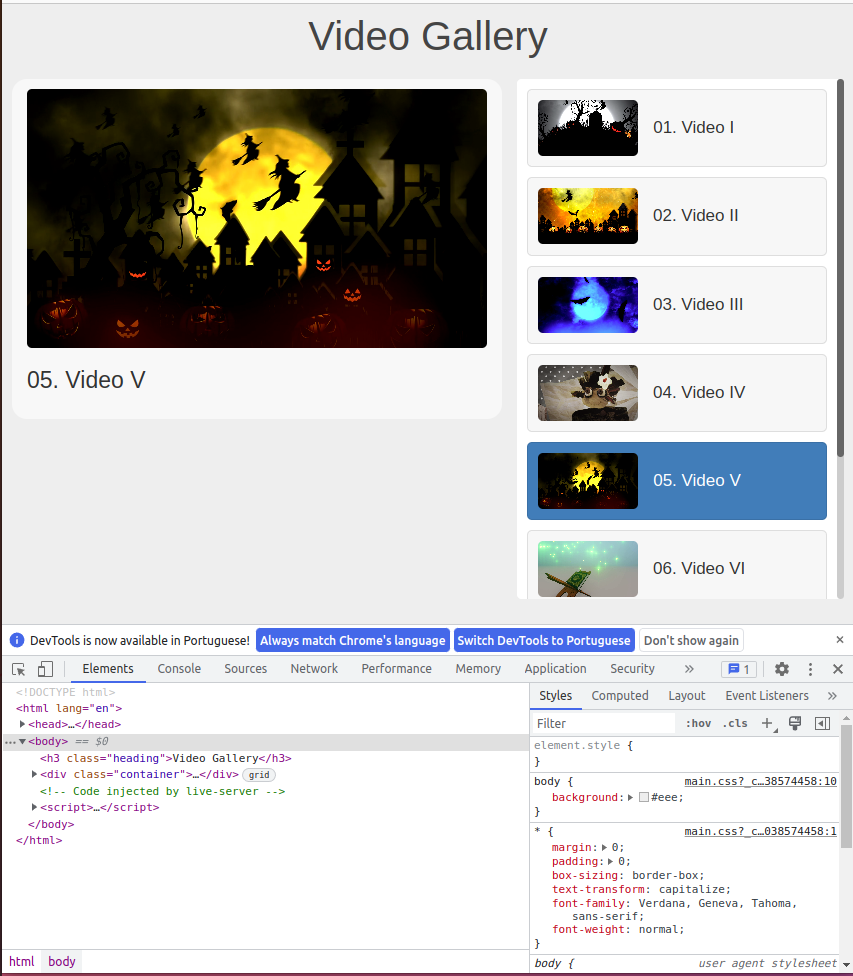 Video Gallery
01. Video I
02. Video II
03. Video III
04. Video IV
05. Video V
05. Video V
06. Video VI
DevTools is now available in Portuguese! Always match Chrome's language Switch DevTools to Portuguese Don't show again ×
Elements Console Sources Network Performance Memory Application Security » 1
<!DOCTYPE html>
<html lang="en">
<head>…</head>
… <body> == $0
<h3 class="heading">Video Gallery</h3>
<div class="container">…</div> grid
<!-- Code injected by live-server -->
<script>…</script>
</body>
</html>
html body
Styles Computed Layout Event Listeners »
Filter :hov .cls +
element.style {
}
body { main.css?_c…38574458:10
background: #eee;
}
* { main.css?_c…038574458:1
margin: 0;
padding: 0;
box-sizing: border-box;
text-transform: capitalize;
font-family: Verdana, Geneva, Tahoma,
sans-serif;
font-weight: normal;
}
body { user agent stylesheet